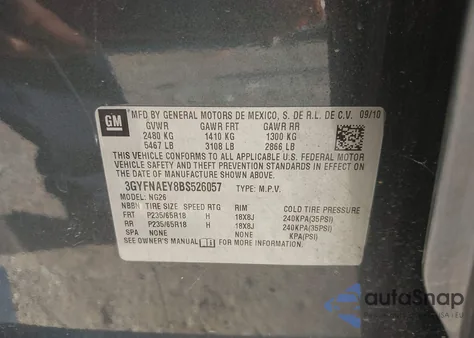 GM MFD BY GENERAL MOTORS DE MEXICO, S. DE R.L. DE C.V. 09/10
GVWR GAWR FRT GAWR RR
2480 KG 1410 KG 1300 KG
5467 LB 3108 LB 2866 LB
THIS VEHICLE CONFORMS TO ALL APPLICABLE U.S. FEDERAL MOTOR
VEHICLE SAFETY AND THEFT PREVENTION STANDARDS IN EFFECT ON
THE DATE OF MANUFACTURE SHOWN ABOVE.
3GYFNAEY8BS526057 TYPE: M.P.V.
MODEL: NG26
NBBH TIRE SIZE SPEED RTG RIM COLD TIRE PRESSURE
FRT P235/65R18 H 18X8J 240KPA(35PSI)
RR P235/65R18 H 18X8J 240KPA(35PSI)
SPA NONE NONE KPA(PSI)
SEE OWNER'S MANUAL FOR ADDITIONAL INFORMATION.
autoSnap